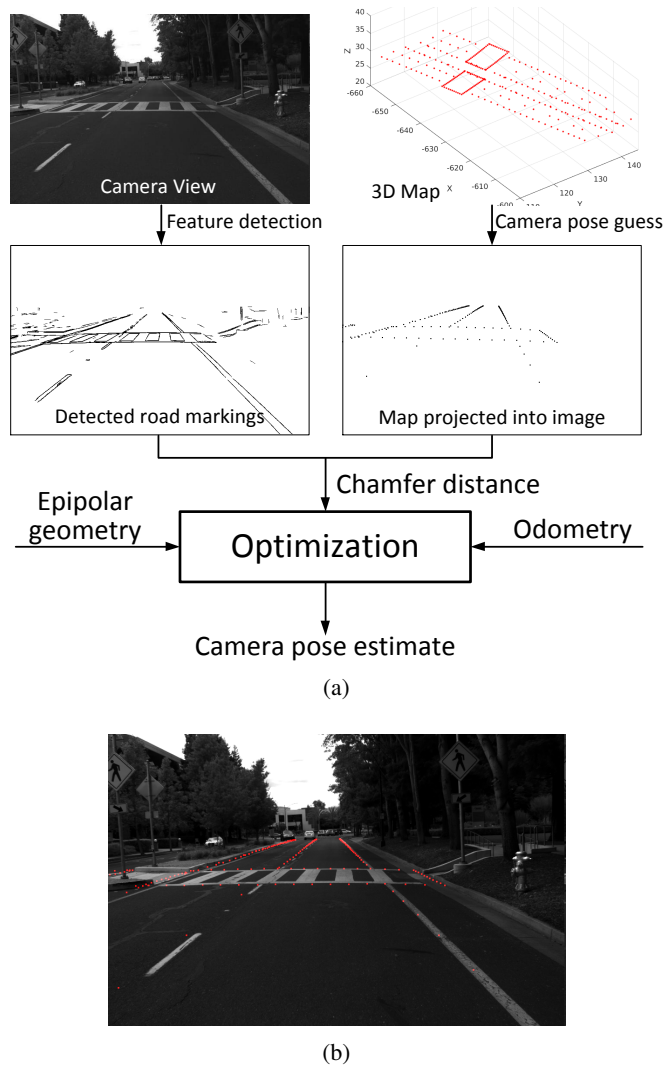 40
35
Z
30
25
20
-660
-650
-640
-630
X
-620
-610
-600
110
120
Y
130
140
Camera View
3D Map
Feature detection
Camera pose guess
Detected road markings
Map projected into image
Chamfer distance
Epipolar
geometry
Optimization
Odometry
Camera pose estimate
(a)
(b)